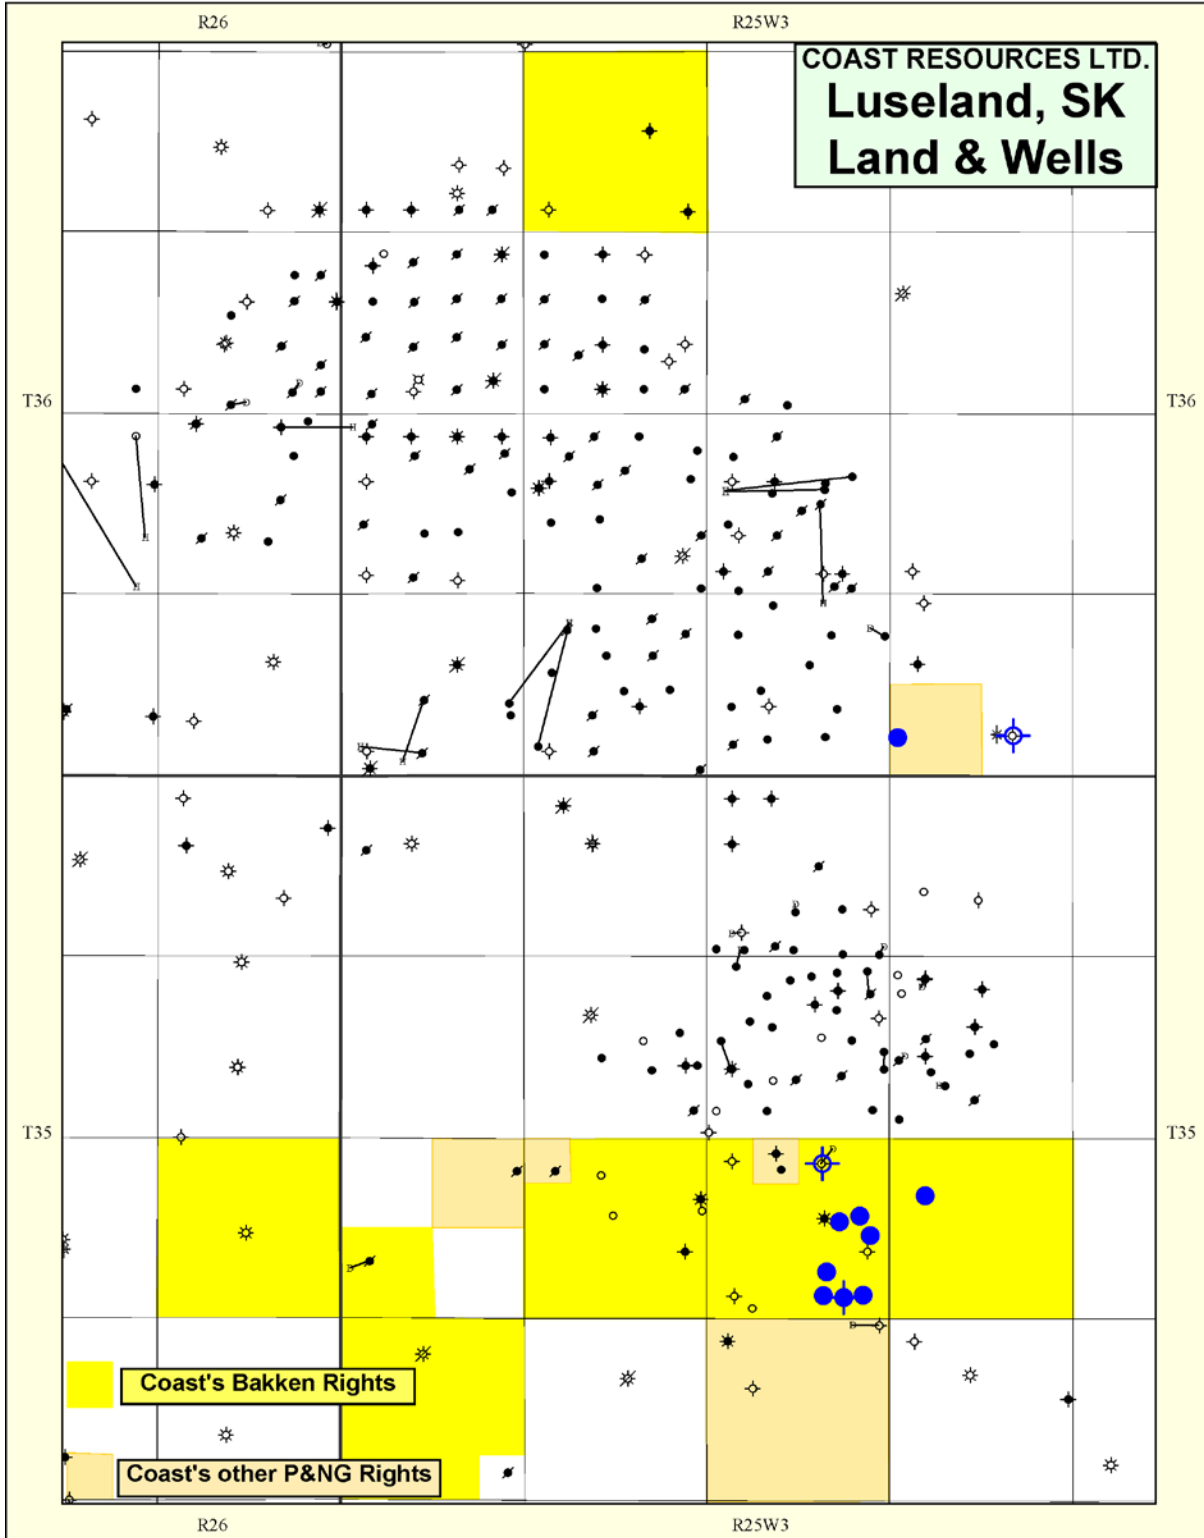 R26
R25W3
COAST RESOURCES LTD.
Luseland, SK
Land & Wells
T36
T36
T35
T35
Coast's Bakken Rights
Coast's other P&NG Rights
R26
R25W3